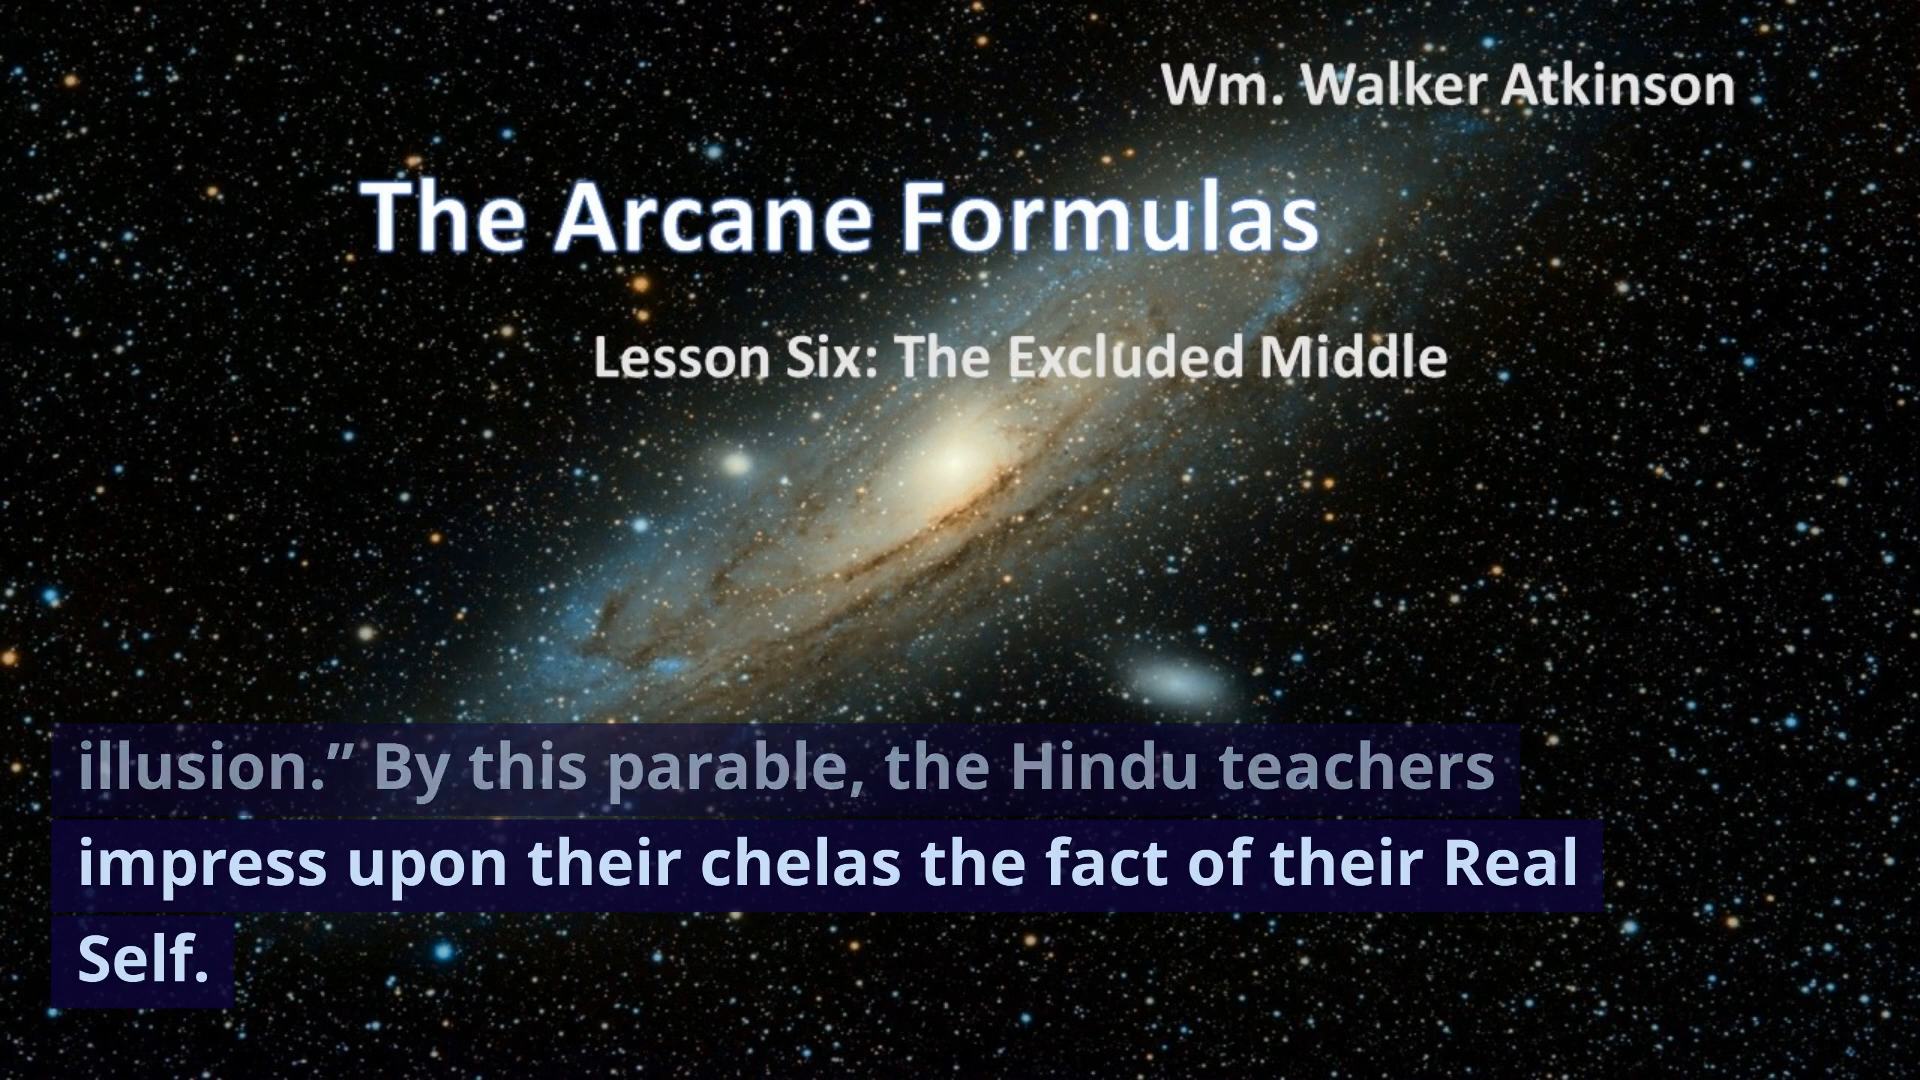 Wm. Walker Atkinson
The Arcane Formulas
Lesson Six: The Excluded Middle
illusion.” By this parable, the Hindu teachers
impress upon their chelas the fact of their Real
Self.